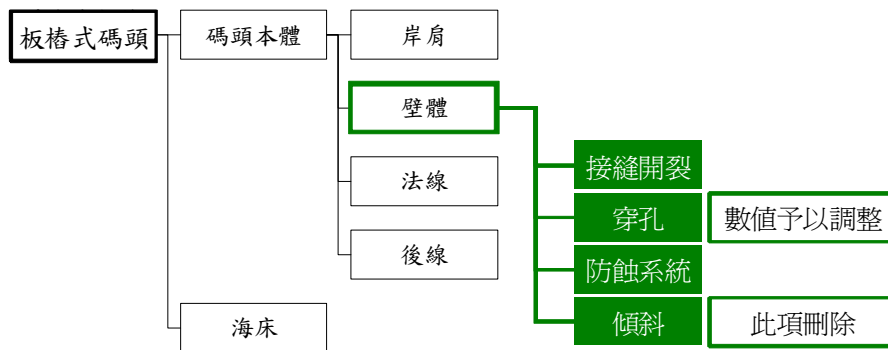 板樁式碼頭
碼頭本體
岸肩
壁體
接縫開裂
法線
穿孔
數值予以調整
後線
防蝕系統
海床
傾斜
此項刪除